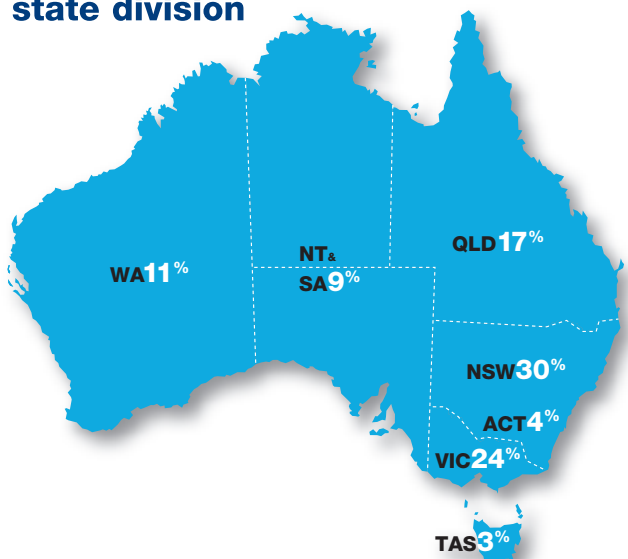 state division
QLD17%
NT&
SA9%
WA11%
NSW30%
ACT4%
VIC24%
TAS3%